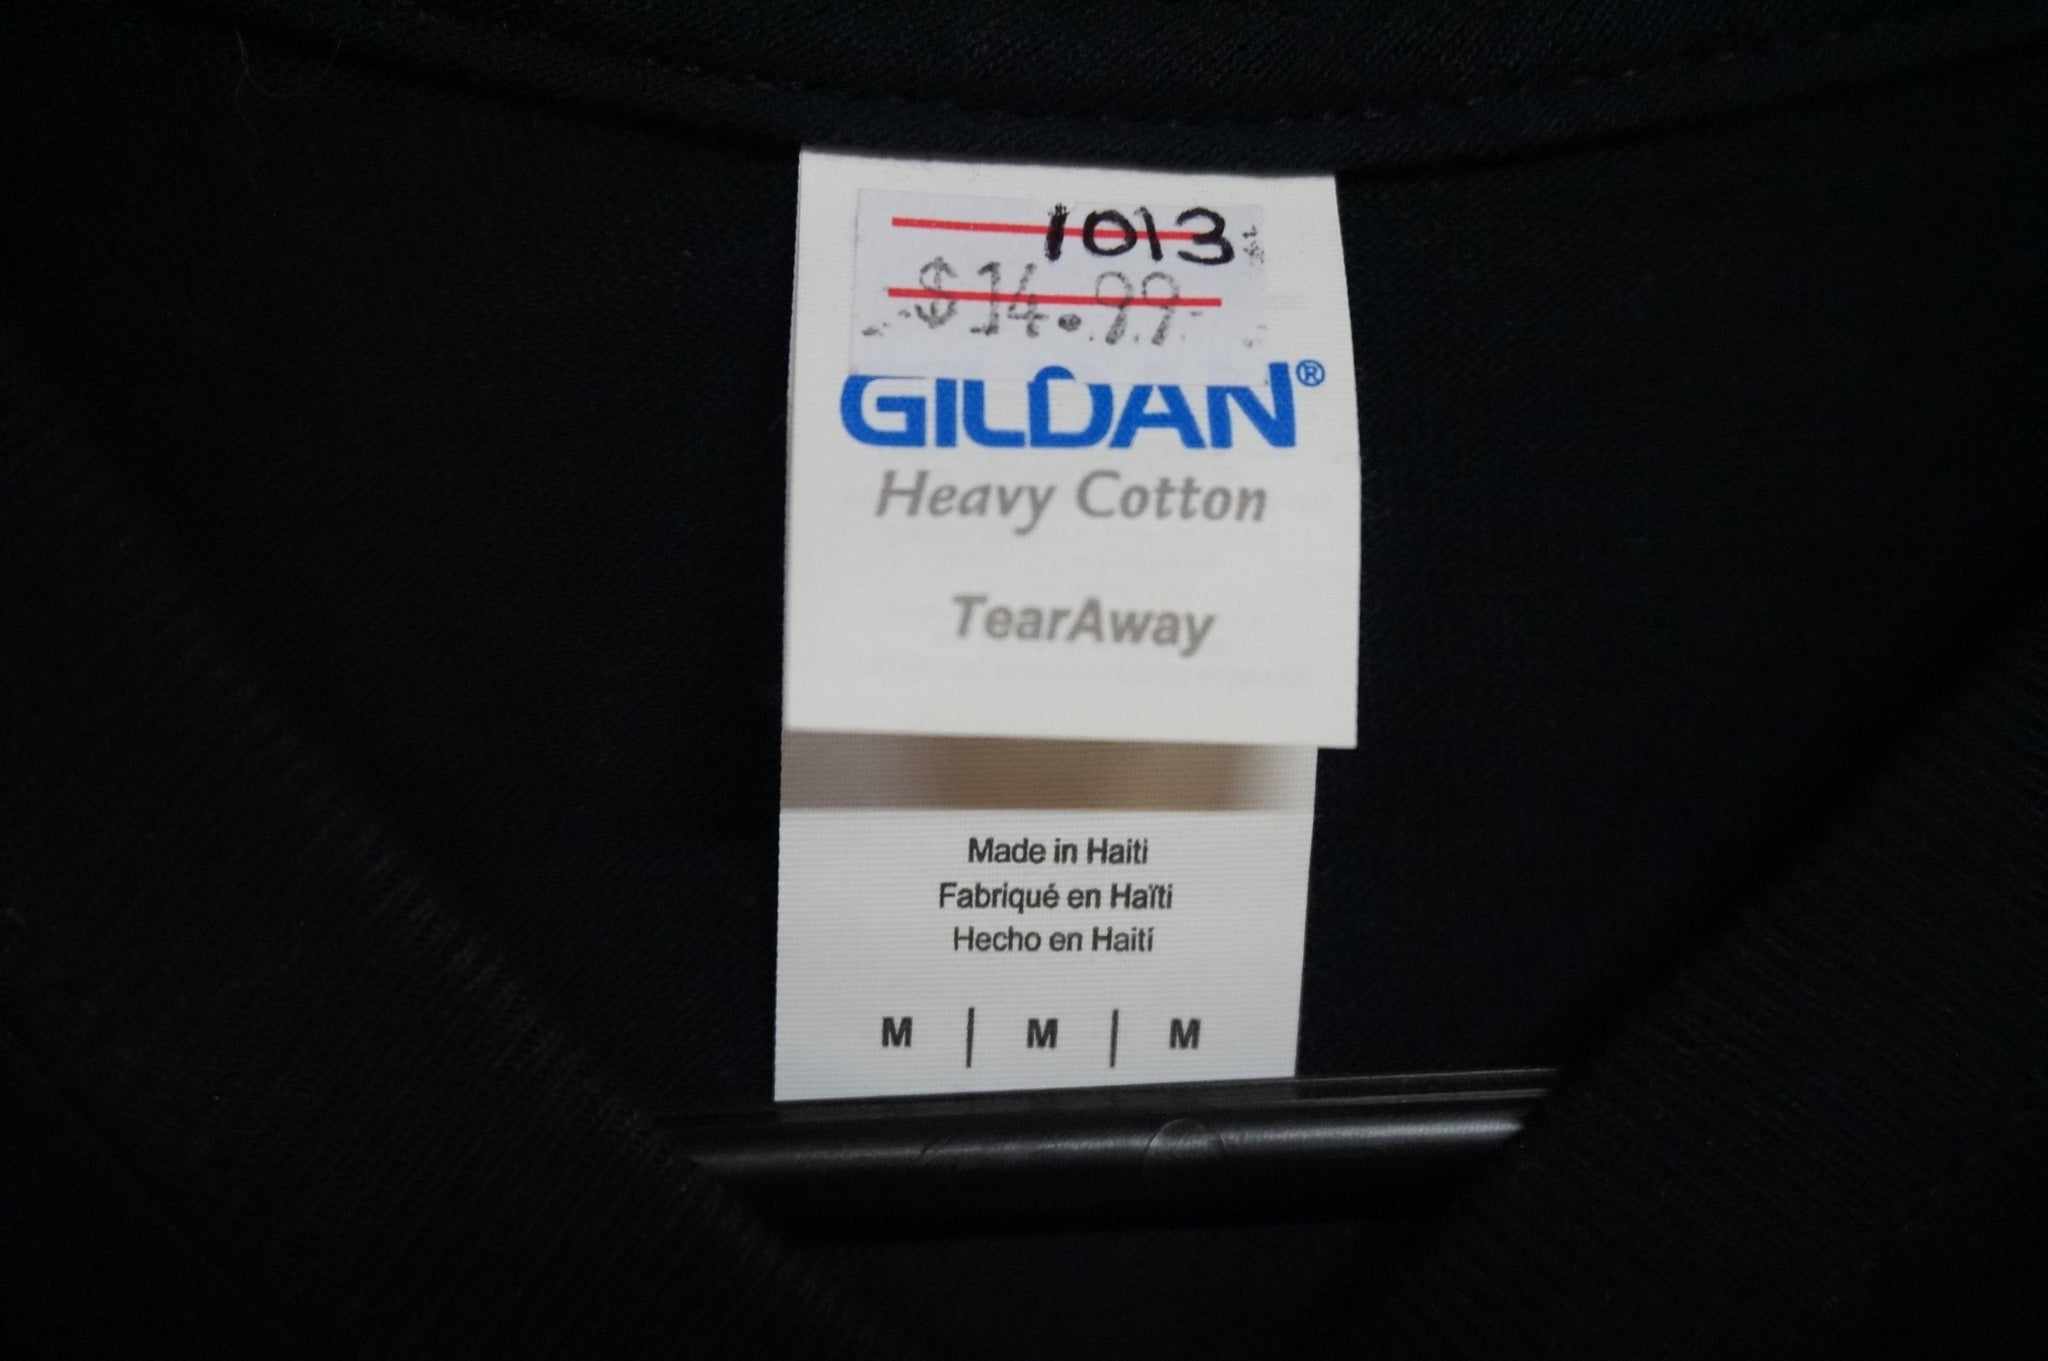 1013
$14.99
GILDAN®
Heavy Cotton
TearAway
Made in Haiti
Fabriqué en Haïti
Hecho en Haití
M | M | M